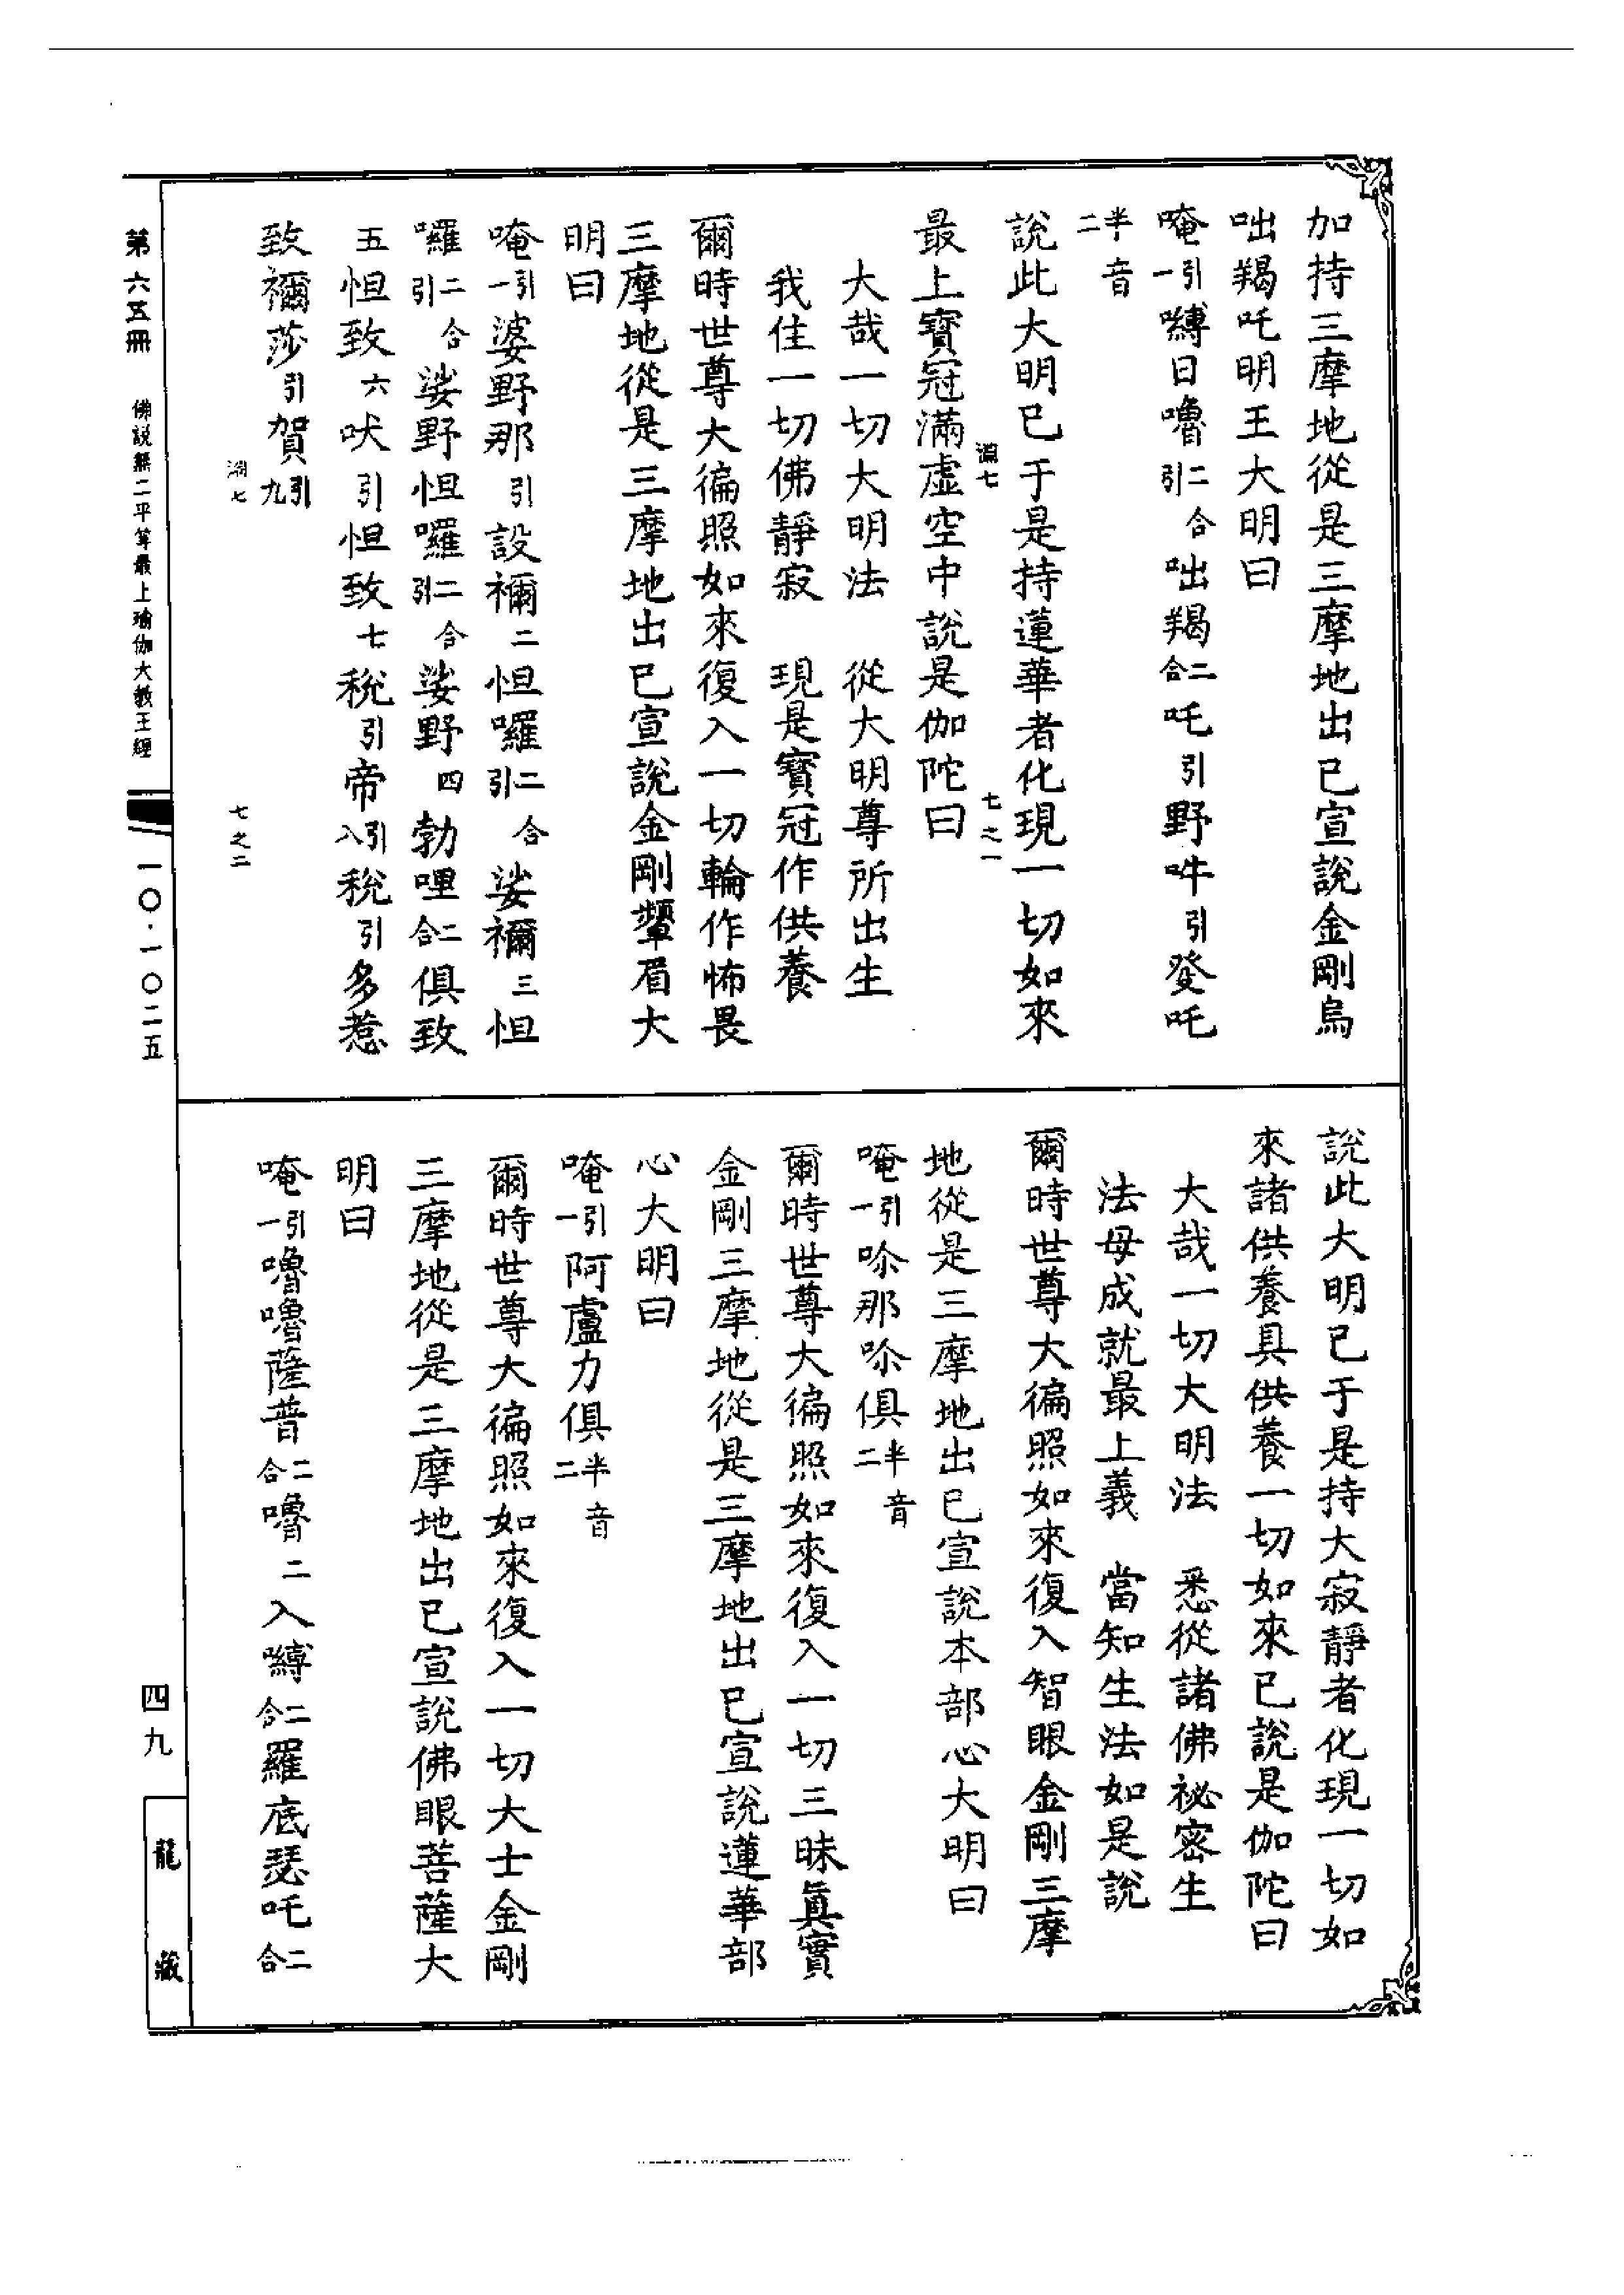 加持三摩地從是三摩地出已宣說金剛烏
咄羯吒明王大明曰
唵引一嚩日嚕二合引咄羯二合吒引野吽引癹吒
半音二
說此大明已于是持蓮華者化現一切如來
淵七 七之一
最上寶冠滿虛空中說是伽陀曰
大哉一切大明法 從大明尊所出生
我住一切佛靜寂 現是寶冠作供養
爾時世尊大徧照如來復入一切輪作怖畏
三摩地從是三摩地出已宣說金剛顰眉大
明曰
唵引一婆野那引設禰二怛囉二合引娑禰三怛
囉二合引娑野怛囉二合引娑野四勃哩二合俱致
五怛致六吠引怛致七稅引帝引八稅引多惹
致禰莎引賀引九
淵七 七之二
說此大明已于是持大寂靜者化現一切如
來諸供養具供養一切如來已說是伽陀曰
大哉一切大明法 悉從諸佛祕密生
法母成就最上義 當知生法如是說
爾時世尊大徧照如來復入智眼金剛三摩
地從是三摩地出已宣說本部心大明曰
唵引一𠰒那𠰒俱半音二
爾時世尊大徧照如來復入一切三昧眞實
金剛三摩地從是三摩地出已宣說蓮華部
心大明曰
唵引一阿盧力俱半音二
爾時世尊大徧照如來復入一切大士金剛
三摩地從是三摩地出已宣說佛眼菩薩大
明曰
唵引一嚕嚕薩普二合嚕二入嚩二合羅底瑟吒二合
第六五冊 佛說無二平等最上瑜伽大教王經 一〇·一〇二五 四九 龍藏